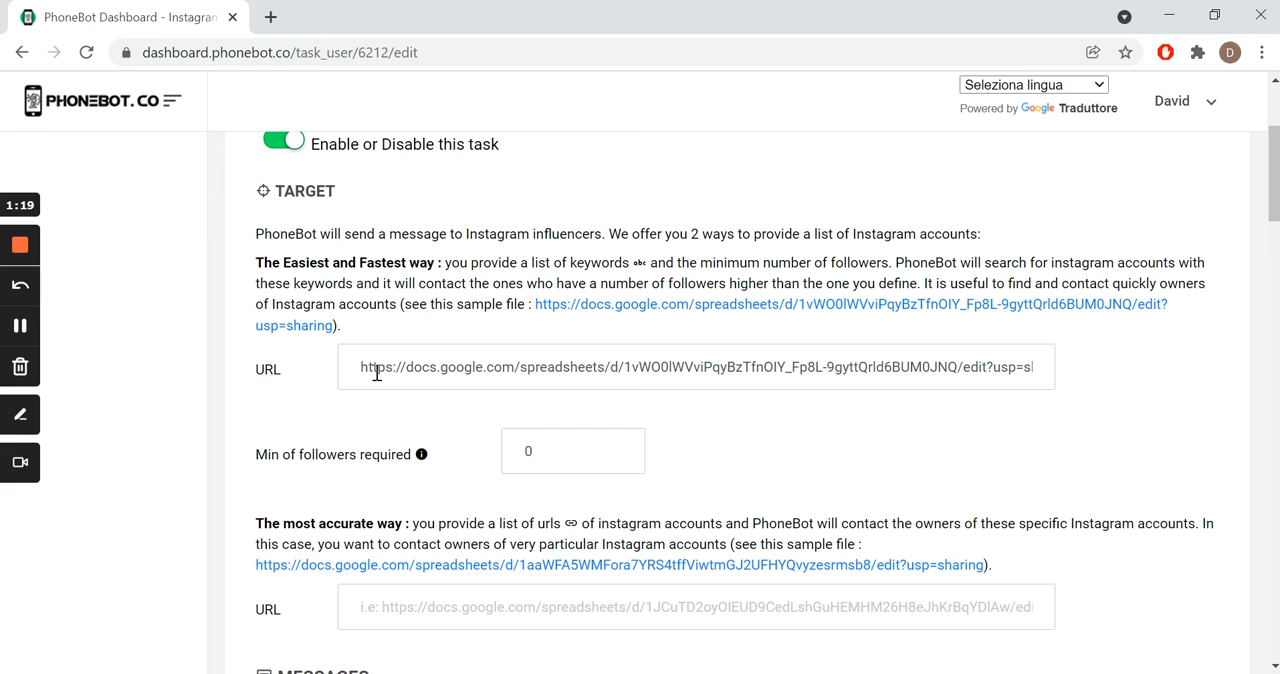 PhoneBot Dashboard - Instagran
dashboard.phonebot.co/task_user/6212/edit
D
PHONEBOT.CO
Seleziona lingua
Powered by Google Traduttore
David
Enable or Disable this task
1:19
TARGET
PhoneBot will send a message to Instagram influencers. We offer you 2 ways to provide a list of Instagram accounts:
The Easiest and Fastest way : you provide a list of keywords abc and the minimum number of followers. PhoneBot will search for instagram accounts with
these keywords and it will contact the ones who have a number of followers higher than the one you define. It is useful to find and contact quickly owners
of Instagram accounts (see this sample file : https://docs.google.com/spreadsheets/d/1vWO0lWVviPqyBzTfnOIY_Fp8L-9gyttQrld6BUM0JNQ/edit?
usp=sharing).
URL
https://docs.google.com/spreadsheets/d/1vWO0lWVviPqyBzTfnOIY_Fp8L-9gyttQrld6BUM0JNQ/edit?usp=sl
Min of followers required
0
The most accurate way : you provide a list of urls of instagram accounts and PhoneBot will contact the owners of these specific Instagram accounts. In
this case, you want to contact owners of very particular Instagram accounts (see this sample file :
https://docs.google.com/spreadsheets/d/1aaWFA5WMFora7YRS4tffViwtmGJ2UFHYQvyzesrmsb8/edit?usp=sharing).
URL
i.e: https://docs.google.com/spreadsheets/d/1JCuTD2oyOIEUD9CedLshGuHEMHM26H8eJhKrBqYDlAw/edi
MESSAGES